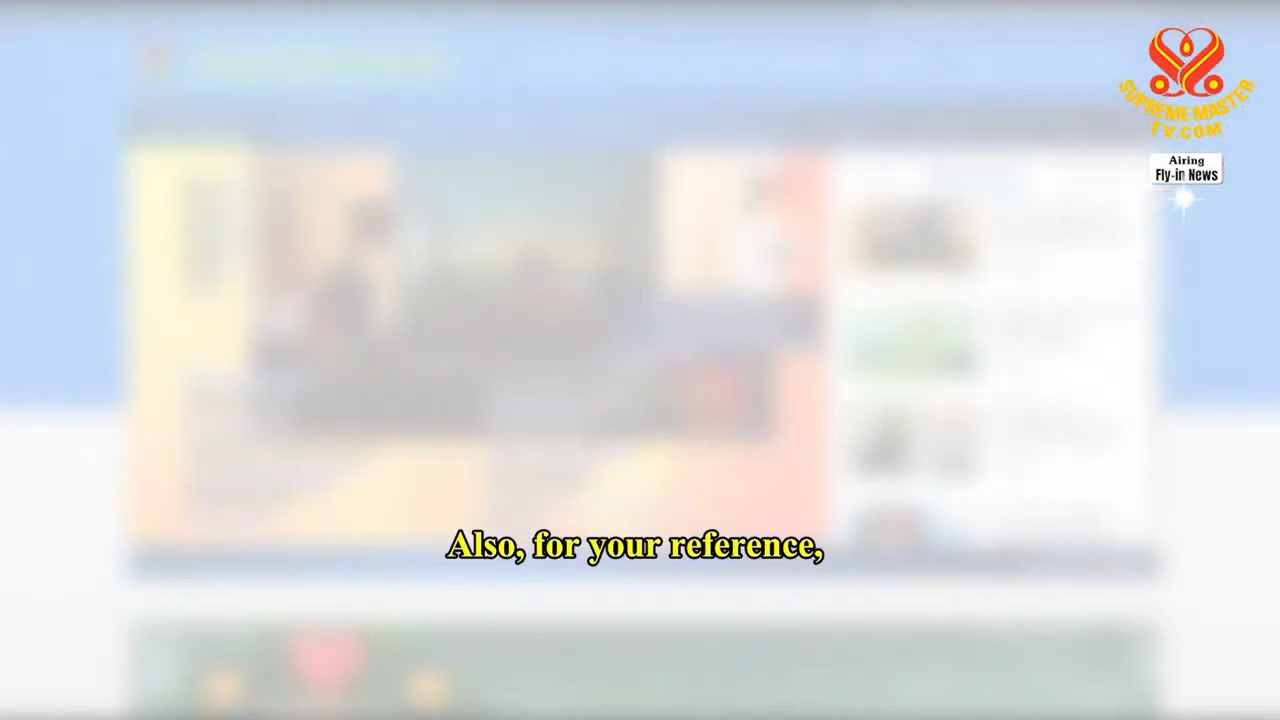 SUPREME MASTER
TV.COM
Airing
Fly-in News
Also, for your reference,